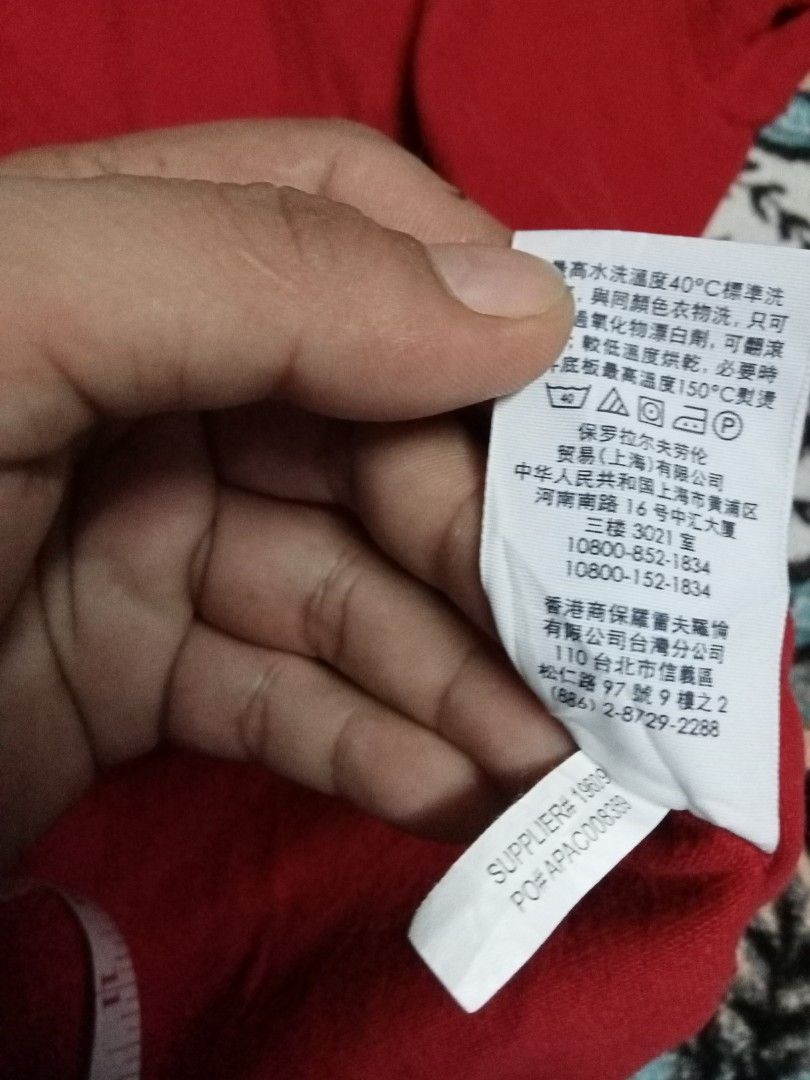 最高水洗溫度40°C標準洗
，與同顏色衣物洗，只可
過氧化物漂白劑，可翻滾
較低溫度烘乾，必要時
底板最高溫度150°C熨燙
40 P
保罗拉尔夫劳伦
贸易(上海)有限公司
中华人民共和国上海市黄浦区
河南南路 16 号中汇大厦
三楼 3021 室
10800-852-1834
10800-152-1834
香港商保羅雷夫羅倫
有限公司台灣分公司
110 台北市信義區
松仁路 97 號 9 樓之 2
(886) 2-8729-2288
SUPPLIER# 19609
PO# APAC008389